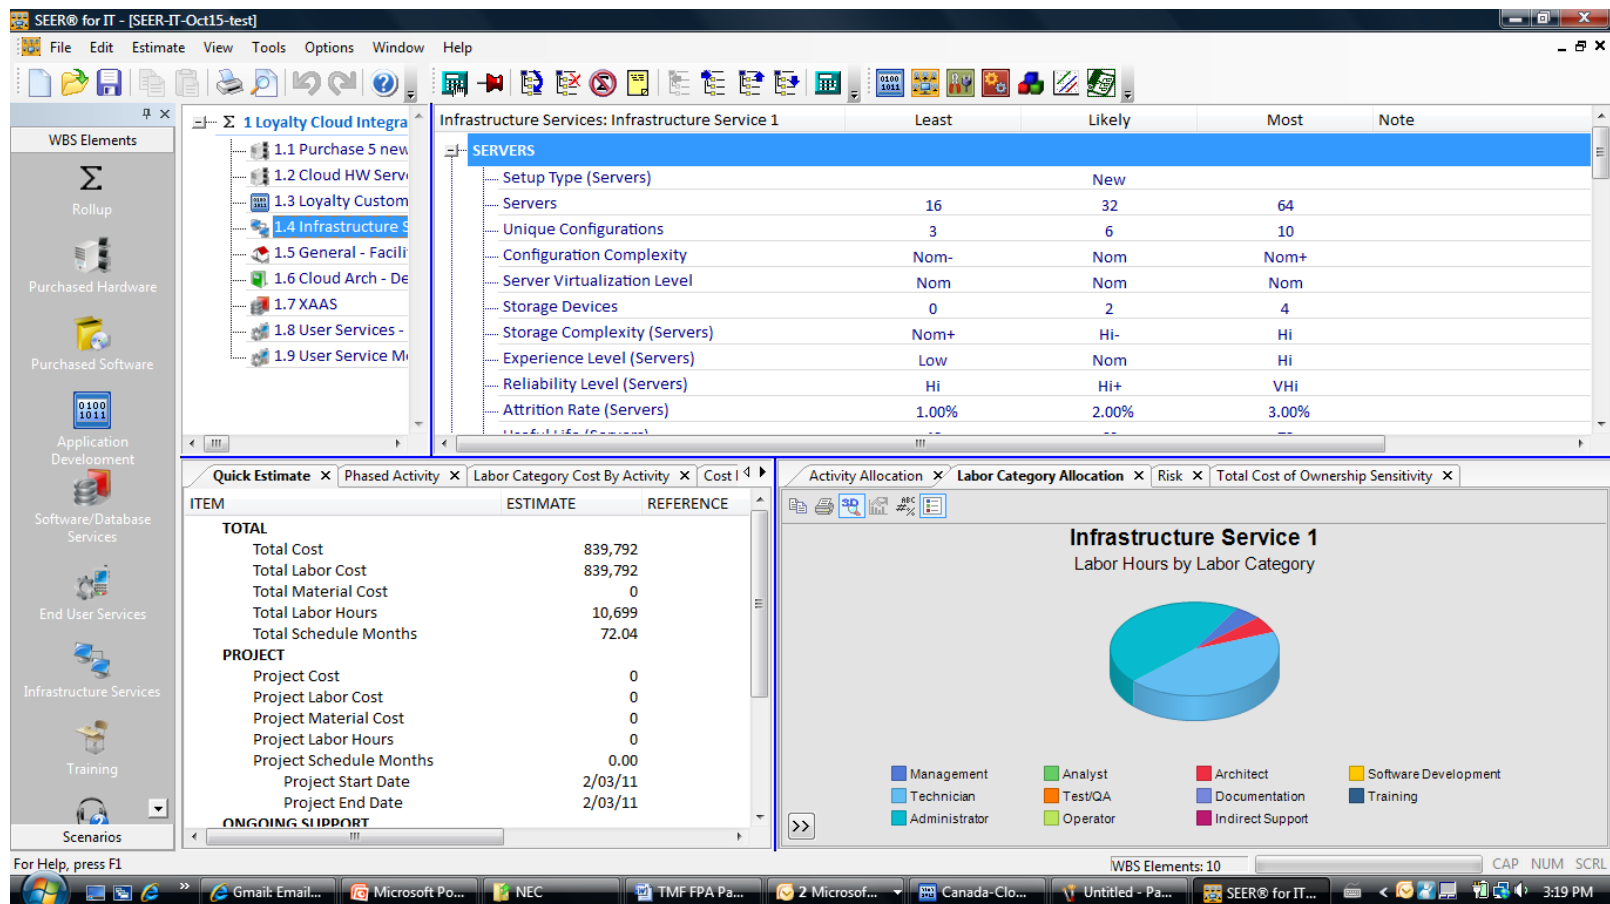 SEER® for IT - [SEER-IT-Oct15-test]
File Edit Estimate View Tools Options Window Help
WBS Elements
Rollup
Purchased Hardware
Purchased Software
0100
1011
Application
Development
Software/Database
Services
End User Services
Infrastructure Services
Training
Scenarios
Σ 1 Loyalty Cloud Integra
1.1 Purchase 5 new
1.2 Cloud HW Serv
1.3 Loyalty Custom
1.4 Infrastructure S
1.5 General - Facili
1.6 Cloud Arch - De
1.7 XAAS
1.8 User Services -
1.9 User Service M
Infrastructure Services: Infrastructure Service 1 Least Likely Most Note
SERVERS
Setup Type (Servers) New
Servers 16 32 64
Unique Configurations 3 6 10
Configuration Complexity Nom- Nom Nom+
Server Virtualization Level Nom Nom Nom
Storage Devices 0 2 4
Storage Complexity (Servers) Nom+ Hi- Hi
Experience Level (Servers) Low Nom Hi
Reliability Level (Servers) Hi Hi+ VHi
Attrition Rate (Servers) 1.00% 2.00% 3.00%
Quick Estimate Phased Activity Labor Category Cost By Activity Cost
ITEM ESTIMATE REFERENCE
TOTAL
Total Cost 839,792
Total Labor Cost 839,792
Total Material Cost 0
Total Labor Hours 10,699
Total Schedule Months 72.04
PROJECT
Project Cost 0
Project Labor Cost 0
Project Material Cost 0
Project Labor Hours 0
Project Schedule Months 0.00
Project Start Date 2/03/11
Project End Date 2/03/11
ONGOING SUPPORT
Activity Allocation Labor Category Allocation Risk Total Cost of Ownership Sensitivity
Infrastructure Service 1
Labor Hours by Labor Category
Management Analyst Architect Software Development
Technician Test/QA Documentation Training
Administrator Operator Indirect Support
For Help, press F1
WBS Elements: 10
CAP NUM SCRL
Gmail: Email... Microsoft Po... NEC TMF FPA Pa... 2 Microsof... Canada-Clo... Untitled - Pa... SEER® for IT... 3:19 PM